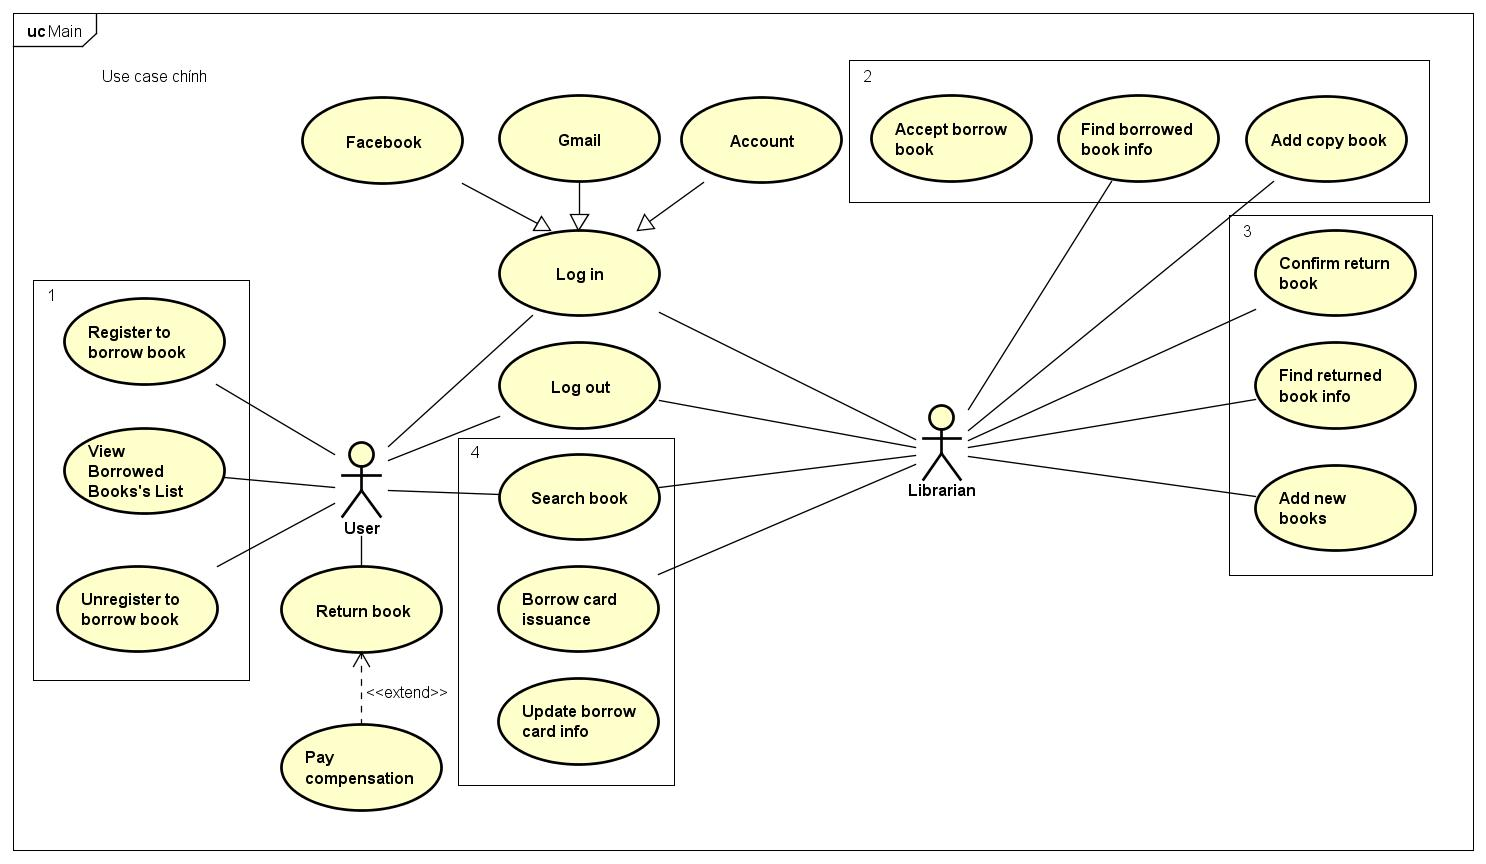 uc Main
Use case chính
Facebook
Gmail
Account
2
Accept borrow
book
Find borrowed
book info
Add copy book
Log in
3
Confirm return
book
1
Register to
borrow book
Log out
Find returned
book info
View
Borrowed
Books's List
User
4
Search book
Librarian
Add new
books
Unregister to
borrow book
Return book
Borrow card
issuance
<<extend>>
Update borrow
card info
Pay
compensation